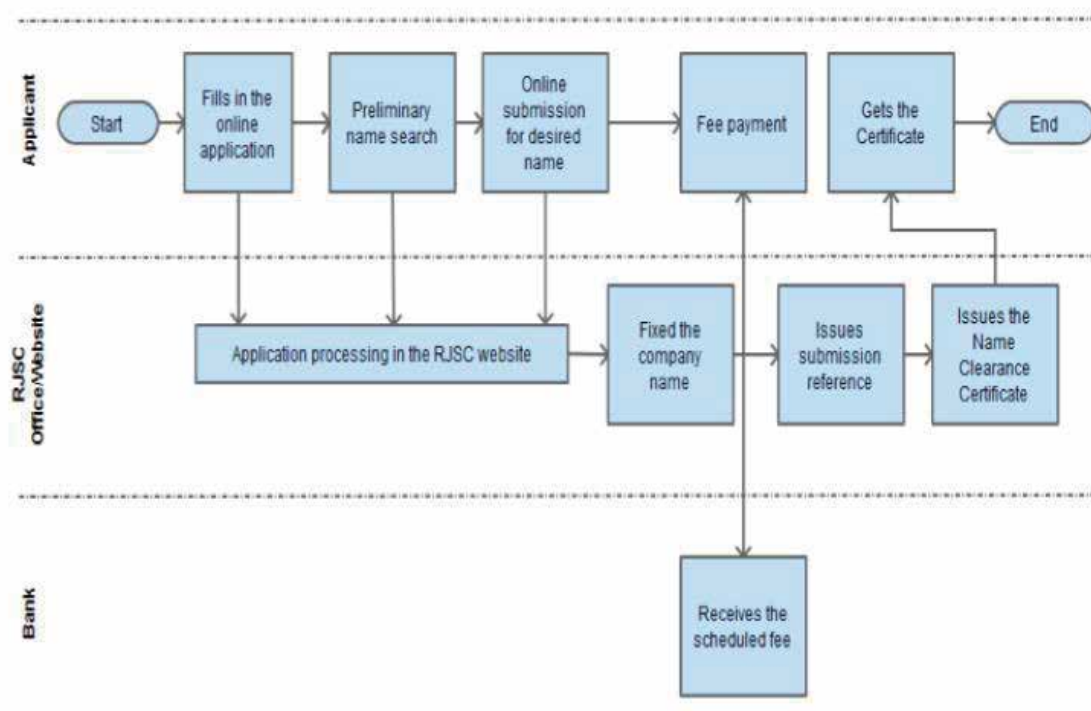 Applicant
Start
Fills in the
online
application
Preliminary
name search
Online
submission
for desired
name
Fee payment
Gets the
Certificate
End
RJSC
Office/Website
Application processing in the RJSC website
Fixed the
company
name
Issues
submission
reference
Issues the
Name
Clearance
Certificate
Bank
Receives the
scheduled fee